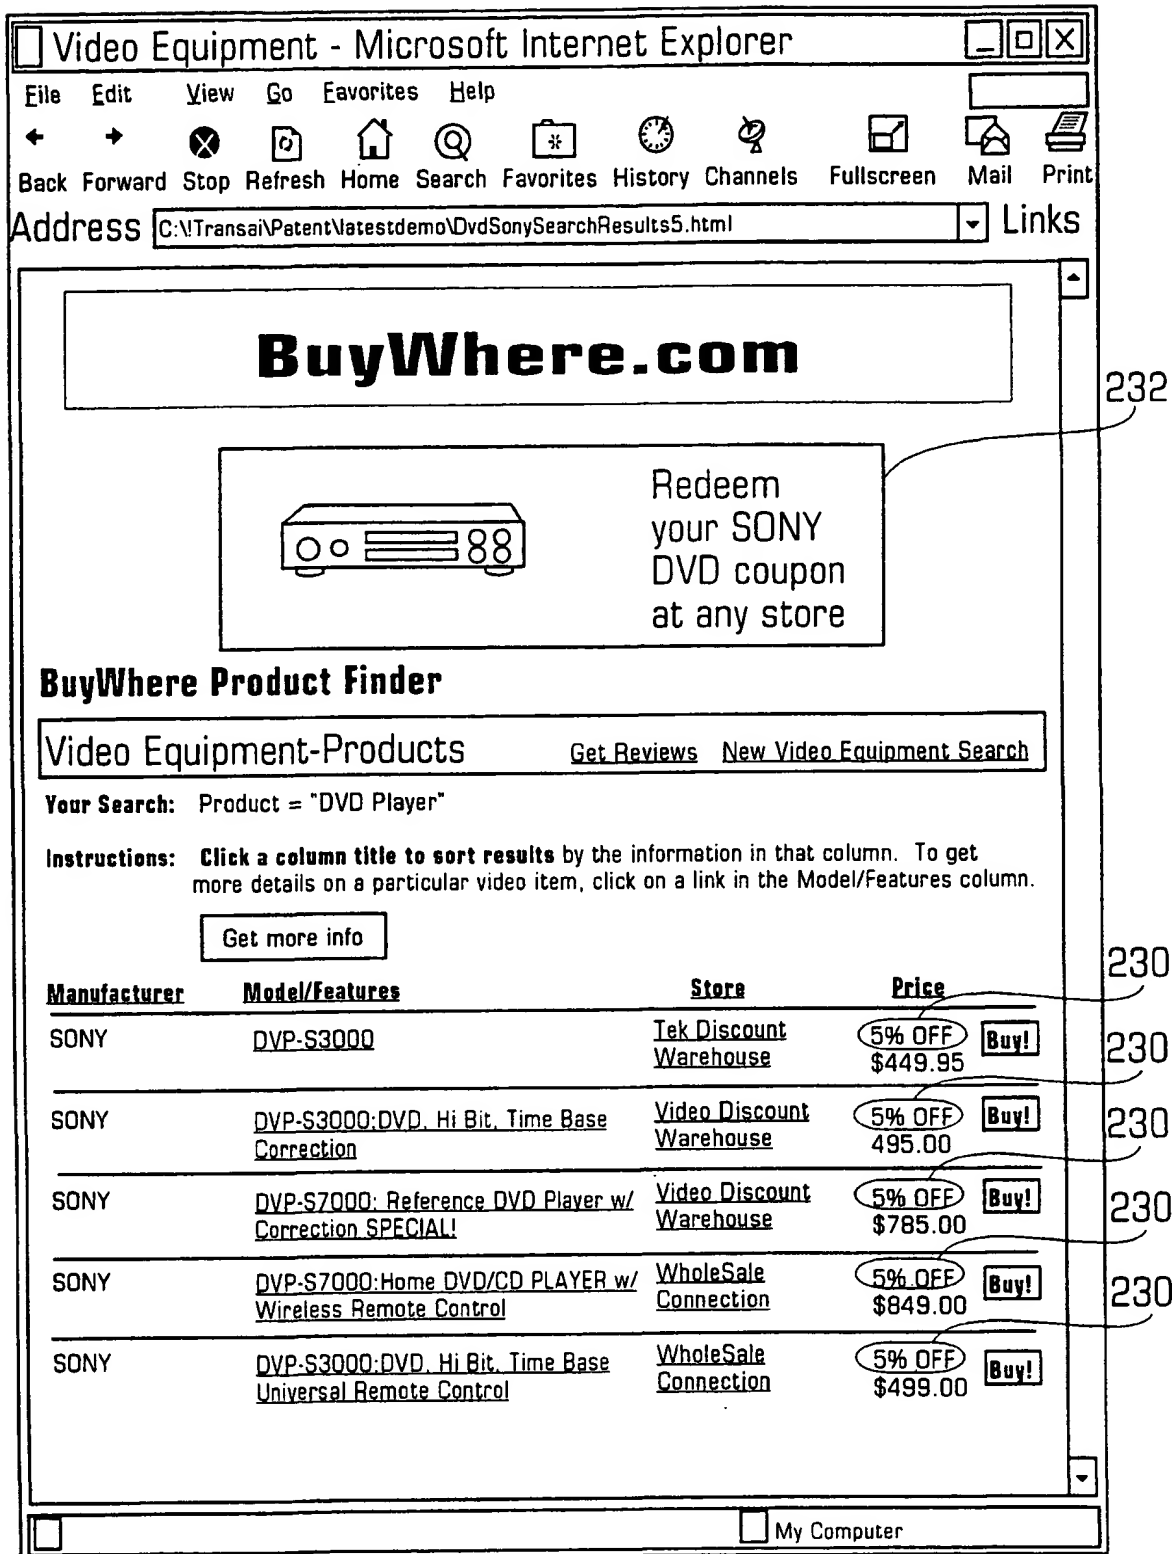 Video Equipment - Microsoft Internet Explorer
File Edit View Go Favorites Help
Back Forward Stop Refresh Home Search Favorites History Channels Fullscreen Mail Print
Address C:\!Transai\Patent\latestdemo\DvdSonySearchResults5.html Links
BuyWhere.com
232
Redeem
your SONY
DVD coupon
at any store
BuyWhere Product Finder
Video Equipment-Products Get Reviews New Video Equipment Search
Your Search: Product = "DVD Player"
Instructions: Click a column title to sort results by the information in that column. To get
more details on a particular video item, click on a link in the Model/Features column.
Get more info
230
Manufacturer Model/Features Store Price
SONY DVP-S3000 Tek Discount 5% OFF Buy! 230
Warehouse $449.95
SONY DVP-S3000:DVD, Hi Bit, Time Base Video Discount 5% OFF Buy! 230
Correction Warehouse 495.00
SONY DVP-S7000: Reference DVD Player w/ Video Discount 5% OFF Buy! 230
Correction SPECIAL! Warehouse $785.00
SONY DVP-S7000:Home DVD/CD PLAYER w/ WholeSale 5% OFF Buy! 230
Wireless Remote Control Connection $849.00
SONY DVP-S3000:DVD, Hi Bit, Time Base WholeSale 5% OFF Buy!
Universal Remote Control Connection $499.00
My Computer